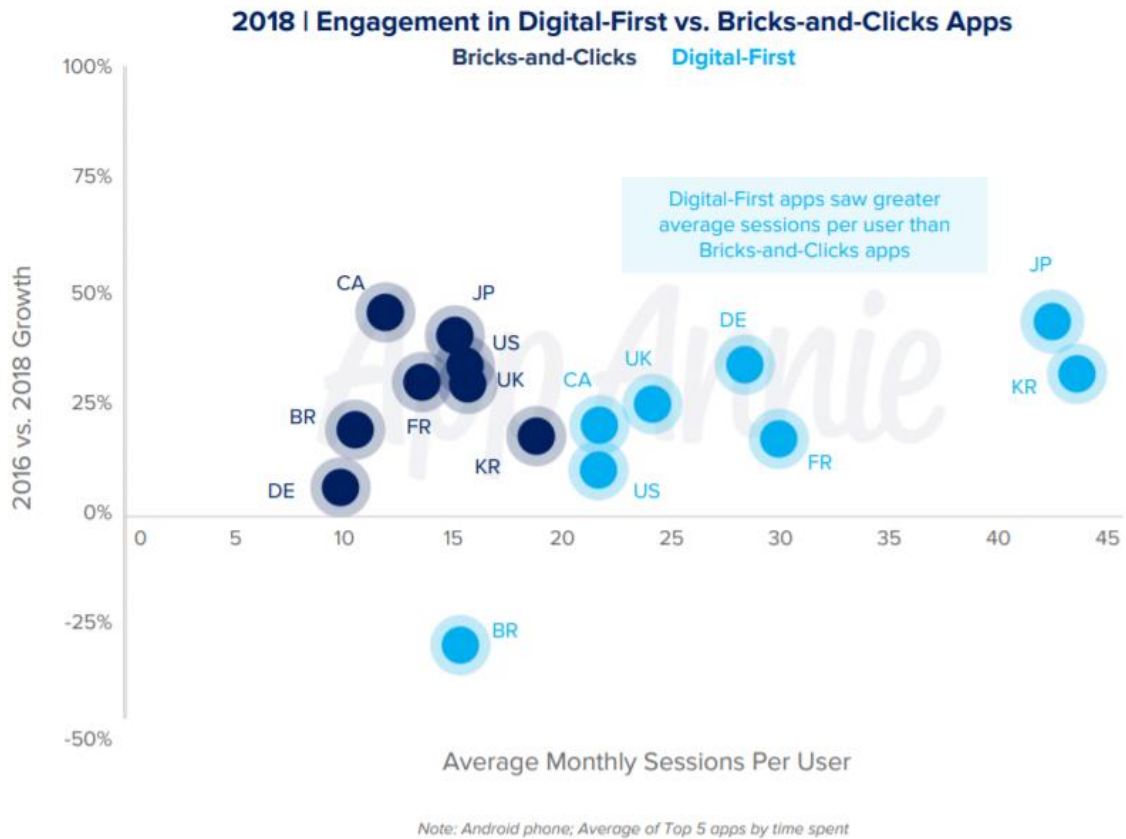 2018 | Engagement in Digital-First vs. Bricks-and-Clicks Apps
Bricks-and-Clicks Digital-First
100%
75%
50%
25%
0%
-25%
-50%
2016 vs. 2018 Growth
Digital-First apps saw greater
average sessions per user than
Bricks-and-Clicks apps
App Annie
CA
JP
US
UK
FR
BR
KR
DE
JP
KR
DE
UK
CA
FR
US
BR
0 5 10 15 20 25 30 35 40 45
Average Monthly Sessions Per User
Note: Android phone; Average of Top 5 apps by time spent